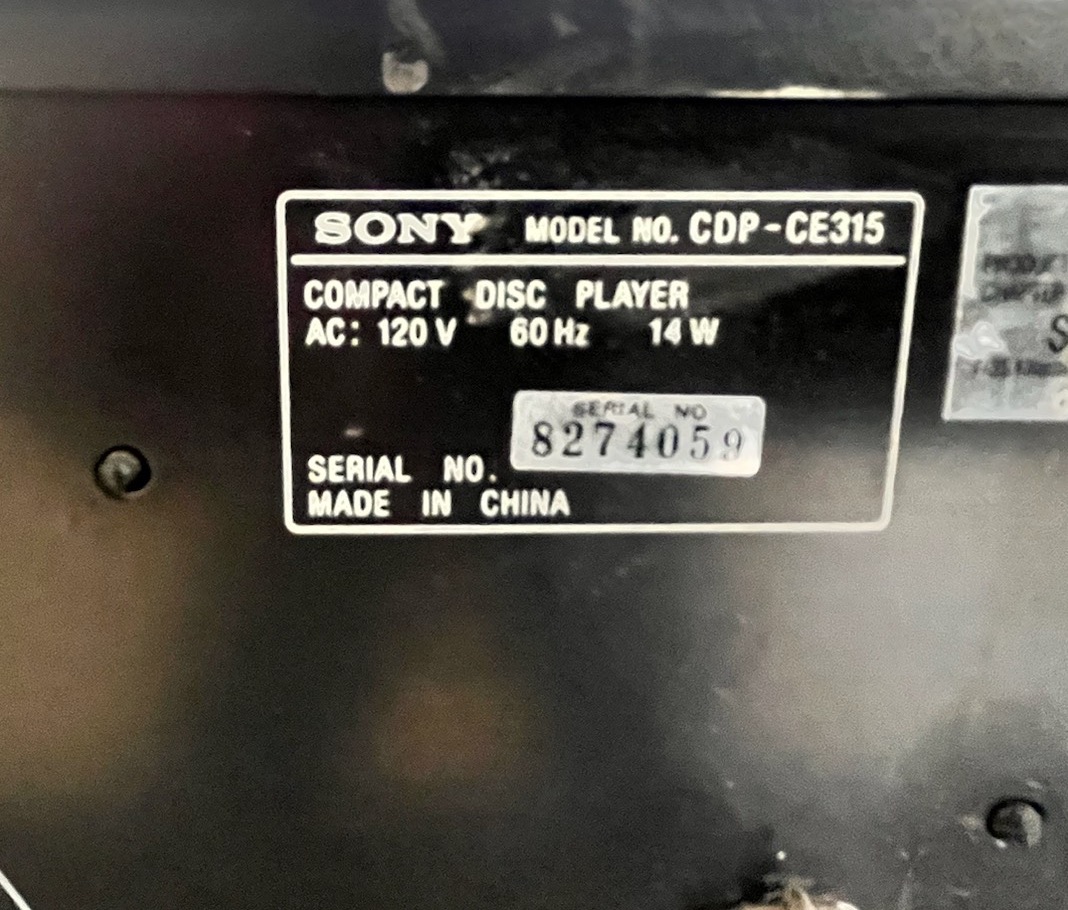 SONY MODEL NO. CDP-CE315
COMPACT DISC PLAYER
AC: 120 V 60 Hz 14 W
SERIAL NO
8274059
SERIAL NO.
MADE IN CHINA